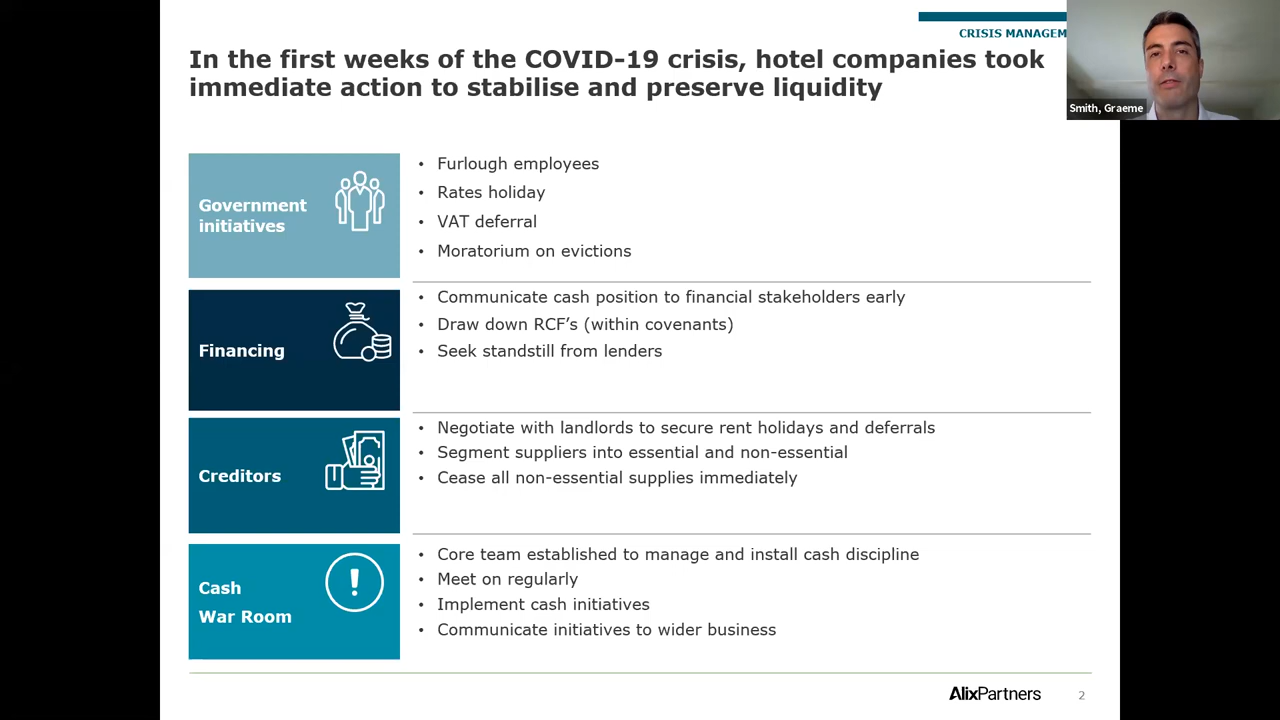 CRISIS MANAGEM
In the first weeks of the COVID-19 crisis, hotel companies took
immediate action to stabilise and preserve liquidity
Smith, Graeme
Government
initiatives
• Furlough employees
• Rates holiday
• VAT deferral
• Moratorium on evictions
Financing
• Communicate cash position to financial stakeholders early
• Draw down RCF’s (within covenants)
• Seek standstill from lenders
Creditors
• Negotiate with landlords to secure rent holidays and deferrals
• Segment suppliers into essential and non-essential
• Cease all non-essential supplies immediately
Cash
War Room
• Core team established to manage and install cash discipline
• Meet on regularly
• Implement cash initiatives
• Communicate initiatives to wider business
AlixPartners
2